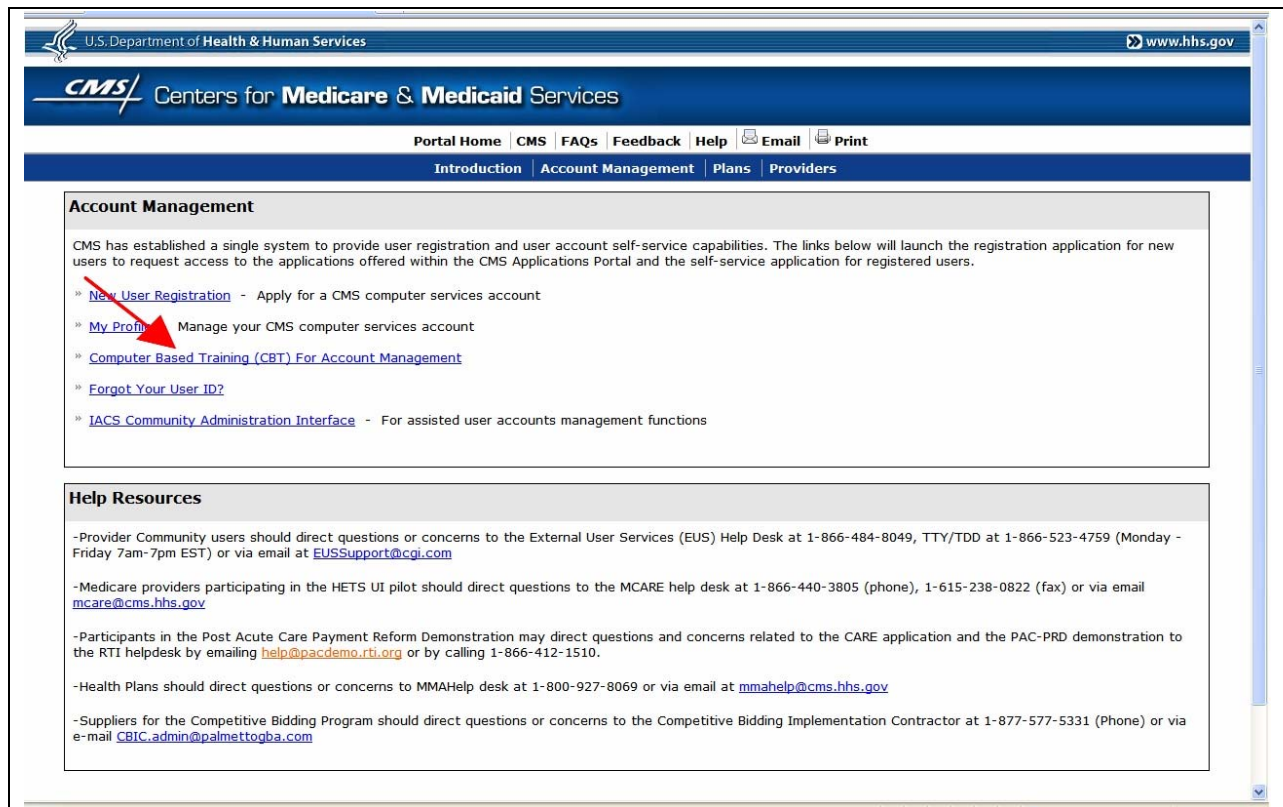 U.S. Department of Health & Human Services
www.hhs.gov
CMS/ Centers for Medicare & Medicaid Services
Portal Home | CMS | FAQs | Feedback | Help | Email | Print
Introduction | Account Management | Plans | Providers
Account Management
CMS has established a single system to provide user registration and user account self-service capabilities. The links below will launch the registration application for new
users to request access to the applications offered within the CMS Applications Portal and the self-service application for registered users.
» New User Registration - Apply for a CMS computer services account
» My Profile Manage your CMS computer services account
» Computer Based Training (CBT) For Account Management
» Forgot Your User ID?
» IACS Community Administration Interface - For assisted user accounts management functions
Help Resources
-Provider Community users should direct questions or concerns to the External User Services (EUS) Help Desk at 1-866-484-8049, TTY/TDD at 1-866-523-4759 (Monday -
Friday 7am-7pm EST) or via email at EUSSupport@cgi.com
-Medicare providers participating in the HETS UI pilot should direct questions to the MCARE help desk at 1-866-440-3805 (phone), 1-615-238-0822 (fax) or via email
mcare@cms.hhs.gov
-Participants in the Post Acute Care Payment Reform Demonstration may direct questions and concerns related to the CARE application and the PAC-PRD demonstration to
the RTI helpdesk by emailing help@pacdemo.rti.org or by calling 1-866-412-1510.
-Health Plans should direct questions or concerns to MMAHelp desk at 1-800-927-8069 or via email at mmahelp@cms.hhs.gov
-Suppliers for the Competitive Bidding Program should direct questions or concerns to the Competitive Bidding Implementation Contractor at 1-877-577-5331 (Phone) or via
e-mail CBIC.admin@palmettogba.com